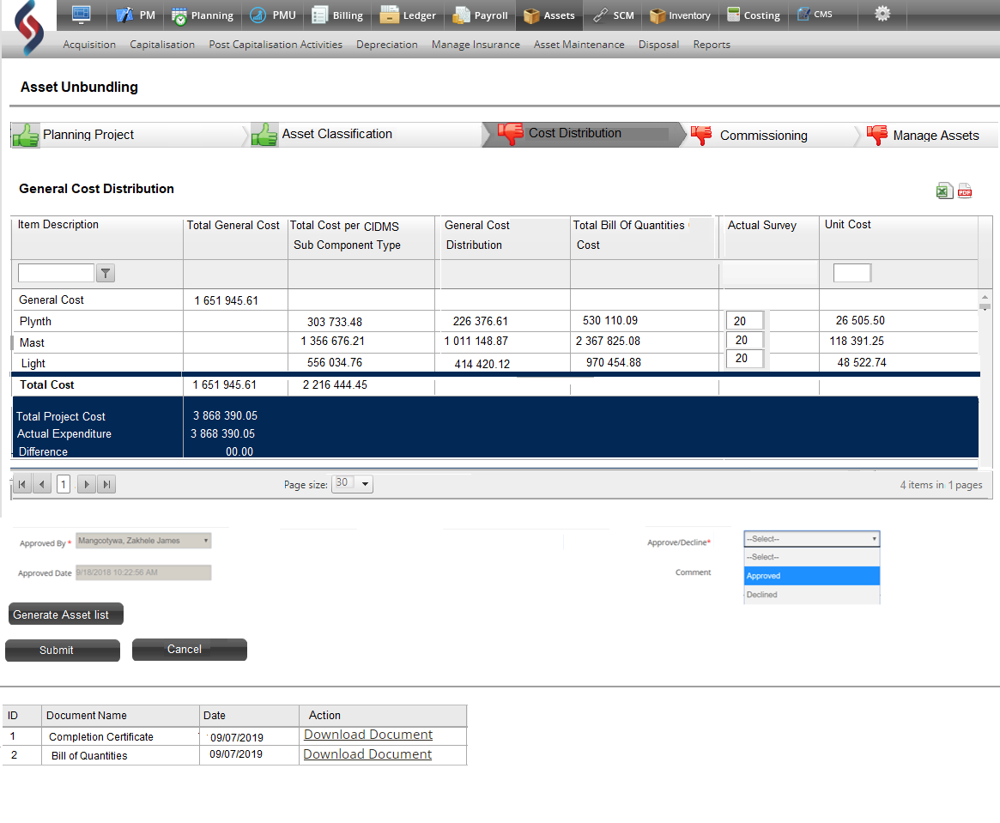 PM Planning PMU Billing Ledger Payroll Assets SCM Inventory Costing CMS
Acquisition Capitalisation Post Capitalisation Activities Depreciation Manage Insurance Asset Maintenance Disposal Reports
Asset Unbundling
Planning Project Asset Classification Cost Distribution Commissioning Manage Assets
General Cost Distribution
PDF
Item Description Total General Cost Total Cost per CIDMS General Cost Total Bill Of Quantities Actual Survey Unit Cost
Sub Component Type Distribution Cost
General Cost 1 651 945.61
Plynth 303 733.48 226 376.61 530 110.09 20 26 505.50
Mast 1 356 676.21 1 011 148.87 2 367 825.08 20 118 391.25
Light 556 034.76 414 420.12 970 454.88 20 48 522.74
Total Cost 1 651 945.61 2 216 444.45
Total Project Cost 3 868 390.05
Actual Expenditure 3 868 390.05
Difference 00.00
1 Page size: 30 4 items in 1 pages
Approved By * Mangcotywa, Zakhele James Approve/Decline* --Select--
--Select--
Approved Date 9/18/2018 10:22:56 AM Comment Approved
Declined
Generate Asset list
Submit Cancel
ID Document Name Date Action
1 Completion Certificate 09/07/2019 Download Document
2 Bill of Quantities 09/07/2019 Download Document